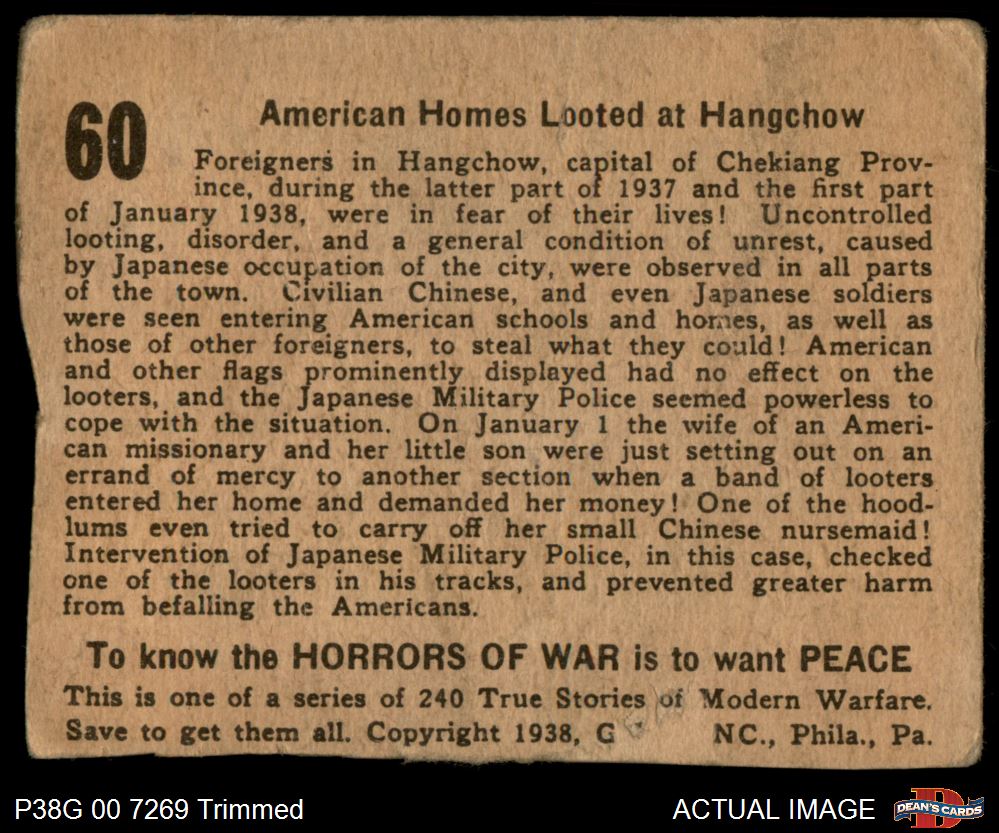 60
American Homes Looted at Hangchow
Foreigners in Hangchow, capital of Chekiang Prov-
ince, during the latter part of 1937 and the first part
of January 1938, were in fear of their lives! Uncontrolled
looting, disorder, and a general condition of unrest, caused
by Japanese occupation of the city, were observed in all parts
of the town. Civilian Chinese, and even Japanese soldiers
were seen entering American schools and homes, as well as
those of other foreigners, to steal what they could! American
and other flags prominently displayed had no effect on the
looters, and the Japanese Military Police seemed powerless to
cope with the situation. On January 1 the wife of an Ameri-
can missionary and her little son were just setting out on an
errand of mercy to another section when a band of looters
entered her home and demanded her money! One of the hood-
lums even tried to carry off her small Chinese nursemaid!
Intervention of Japanese Military Police, in this case, checked
one of the looters in his tracks, and prevented greater harm
from befalling the Americans.
To know the HORRORS OF WAR is to want PEACE
This is one of a series of 240 True Stories of Modern Warfare.
Save to get them all. Copyright 1938, G NC., Phila., Pa.
P38G 00 7269 Trimmed
ACTUAL IMAGE
DEAN'S CARDS